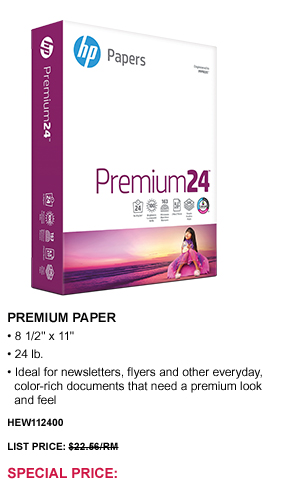 hp Papers
Premium24
Premium24
PREMIUM PAPER
• 8 1/2" x 11"
• 24 lb.
• Ideal for newsletters, flyers and other everyday,
color-rich documents that need a premium look
and feel
HEW112400
LIST PRICE: $22.56/RM
SPECIAL PRICE: